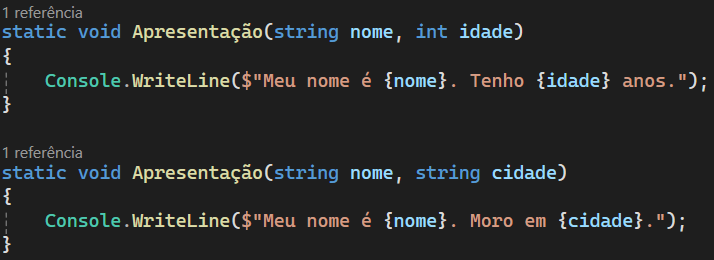 1 referência
static void Apresentação(string nome, int idade)
{
    Console.WriteLine($"Meu nome é {nome}. Tenho {idade} anos.");
}
1 referência
static void Apresentação(string nome, string cidade)
{
    Console.WriteLine($"Meu nome é {nome}. Moro em {cidade}.");
}